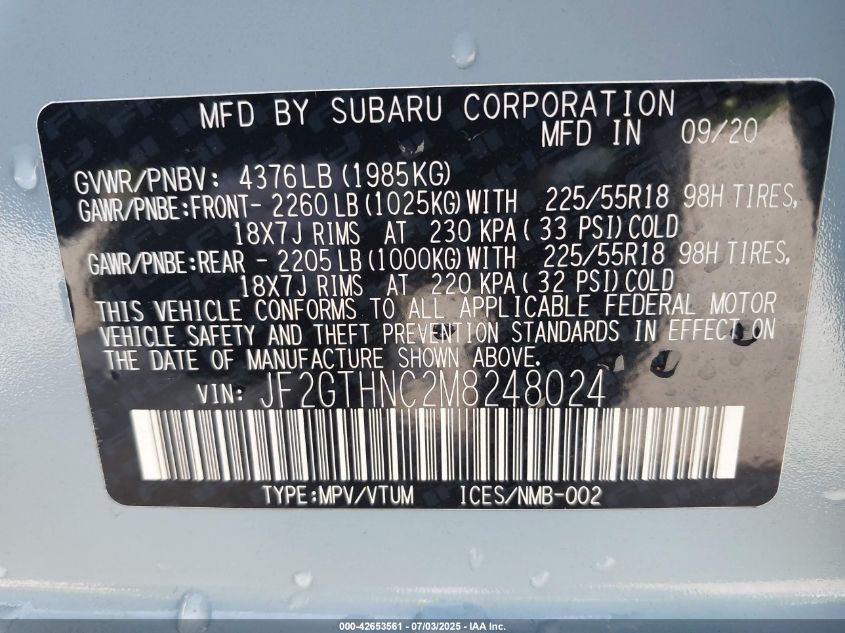 MFD BY SUBARU CORPORATION
MFD IN 09/20
GVWR/PNBV: 4376LB (1985KG)
GAWR/PNBE:FRONT- 2260 LB (1025KG) WITH 225/55R18 98H TIRES,
18X7J RIMS AT 230 KPA ( 33 PSI) COLD
GAWR/PNBE:REAR - 2205 LB (1000KG) WITH 225/55R18 98H TIRES,
18X7J RIMS AT 220 KPA ( 32 PSI) COLD
THIS VEHICLE CONFORMS TO ALL APPLICABLE FEDERAL MOTOR
VEHICLE SAFETY AND THEFT PREVENTION STANDARDS IN EFFECT ON
THE DATE OF MANUFACTURE SHOWN ABOVE.
VIN: JF2GTHNC2M8248024
TYPE:MPV/VTUM ICES/NMB-002
000-42653561 - 07/03/2025 - IAA Inc.